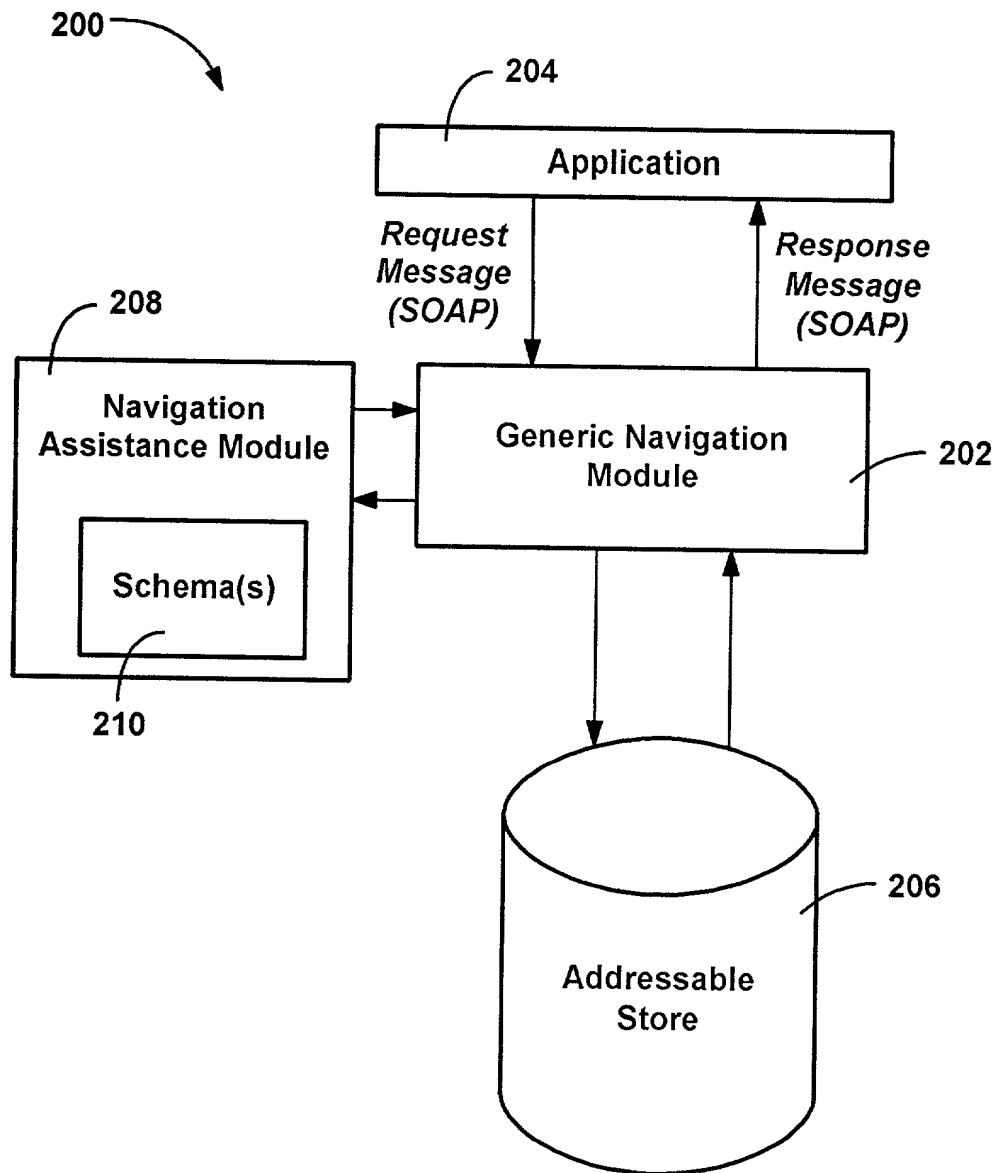 200
204
Application
Request
Message
(SOAP)
Response
Message
(SOAP)
208
Navigation
Assistance Module
Generic Navigation
Module
202
Schema(s)
210
206
Addressable
Store